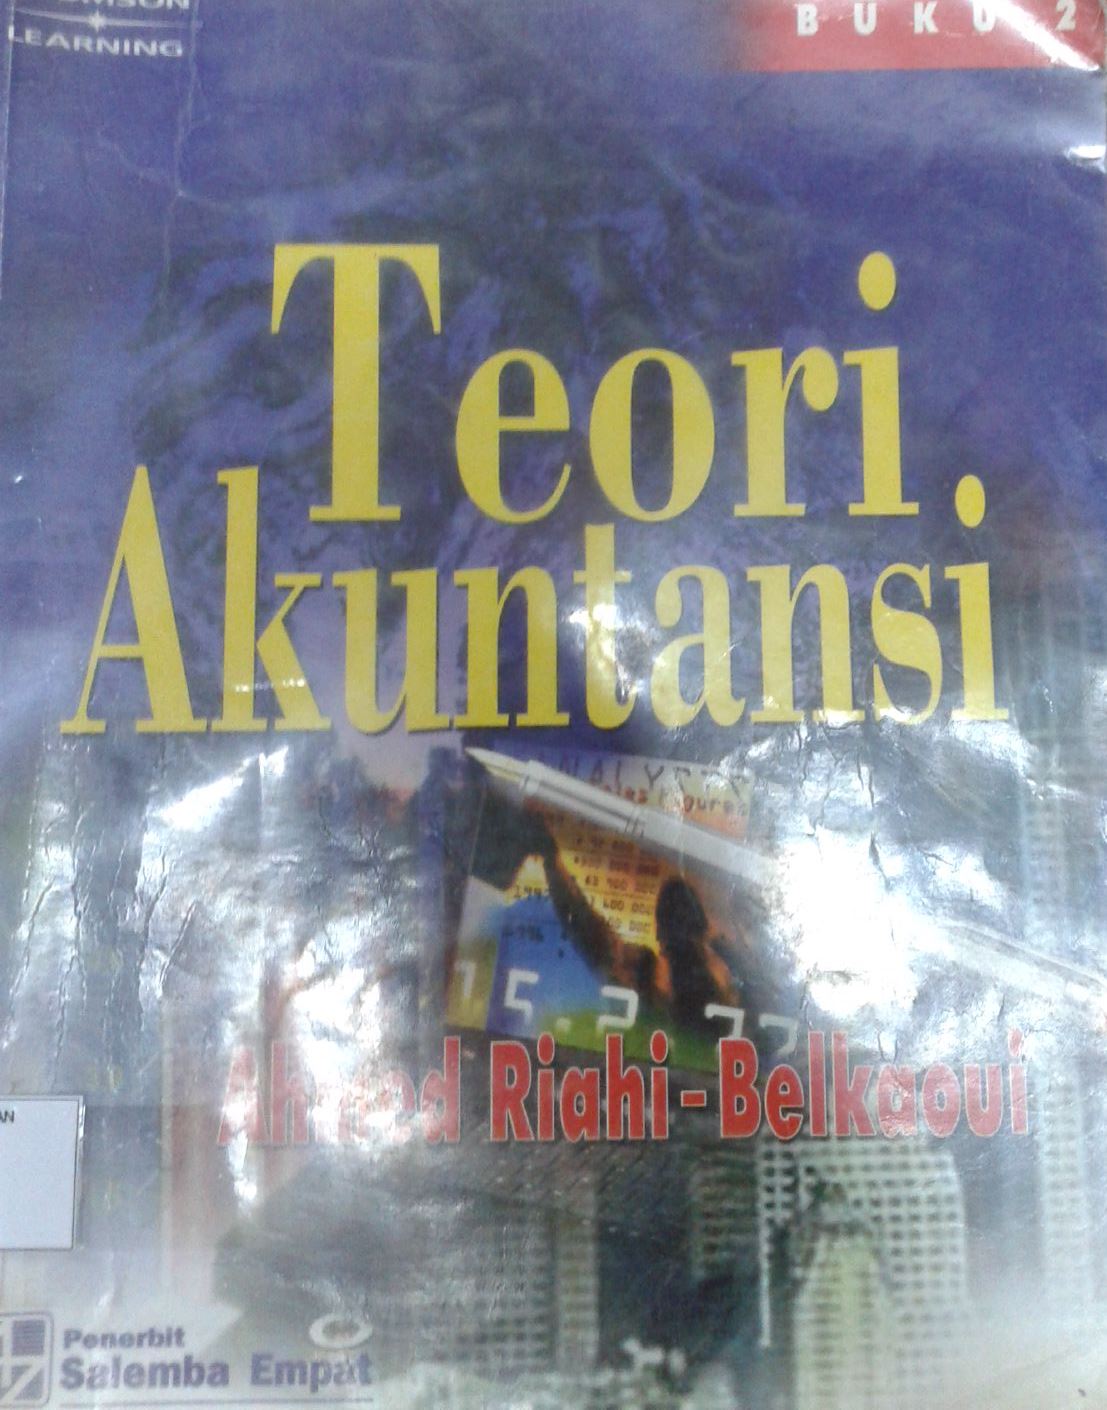 LEARNING
BUKU 2
Teori
Akuntansi
Ahmed Riahi-Belkaoui
Penerbit
Salemba Empat